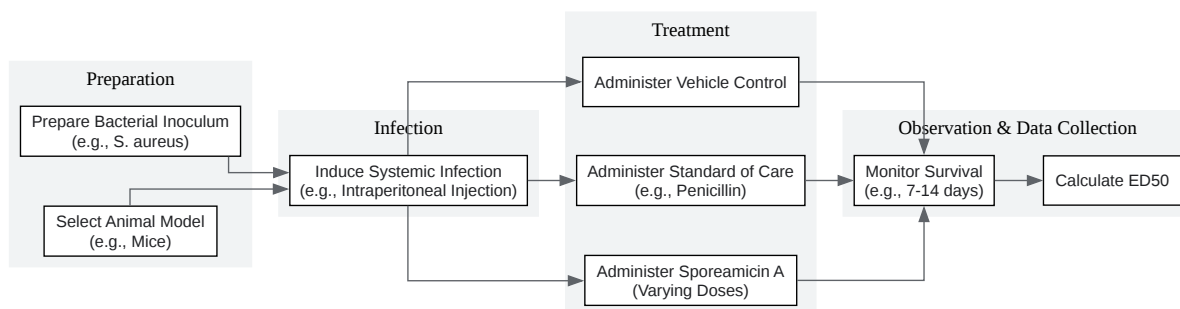 Preparation
Prepare Bacterial Inoculum
(e.g., S. aureus)
Select Animal Model
(e.g., Mice)
Infection
Induce Systemic Infection
(e.g., Intraperitoneal Injection)
Treatment
Administer Vehicle Control
Administer Standard of Care
(e.g., Penicillin)
Administer Sporeamicin A
(Varying Doses)
Observation & Data Collection
Monitor Survival
(e.g., 7-14 days)
Calculate ED50